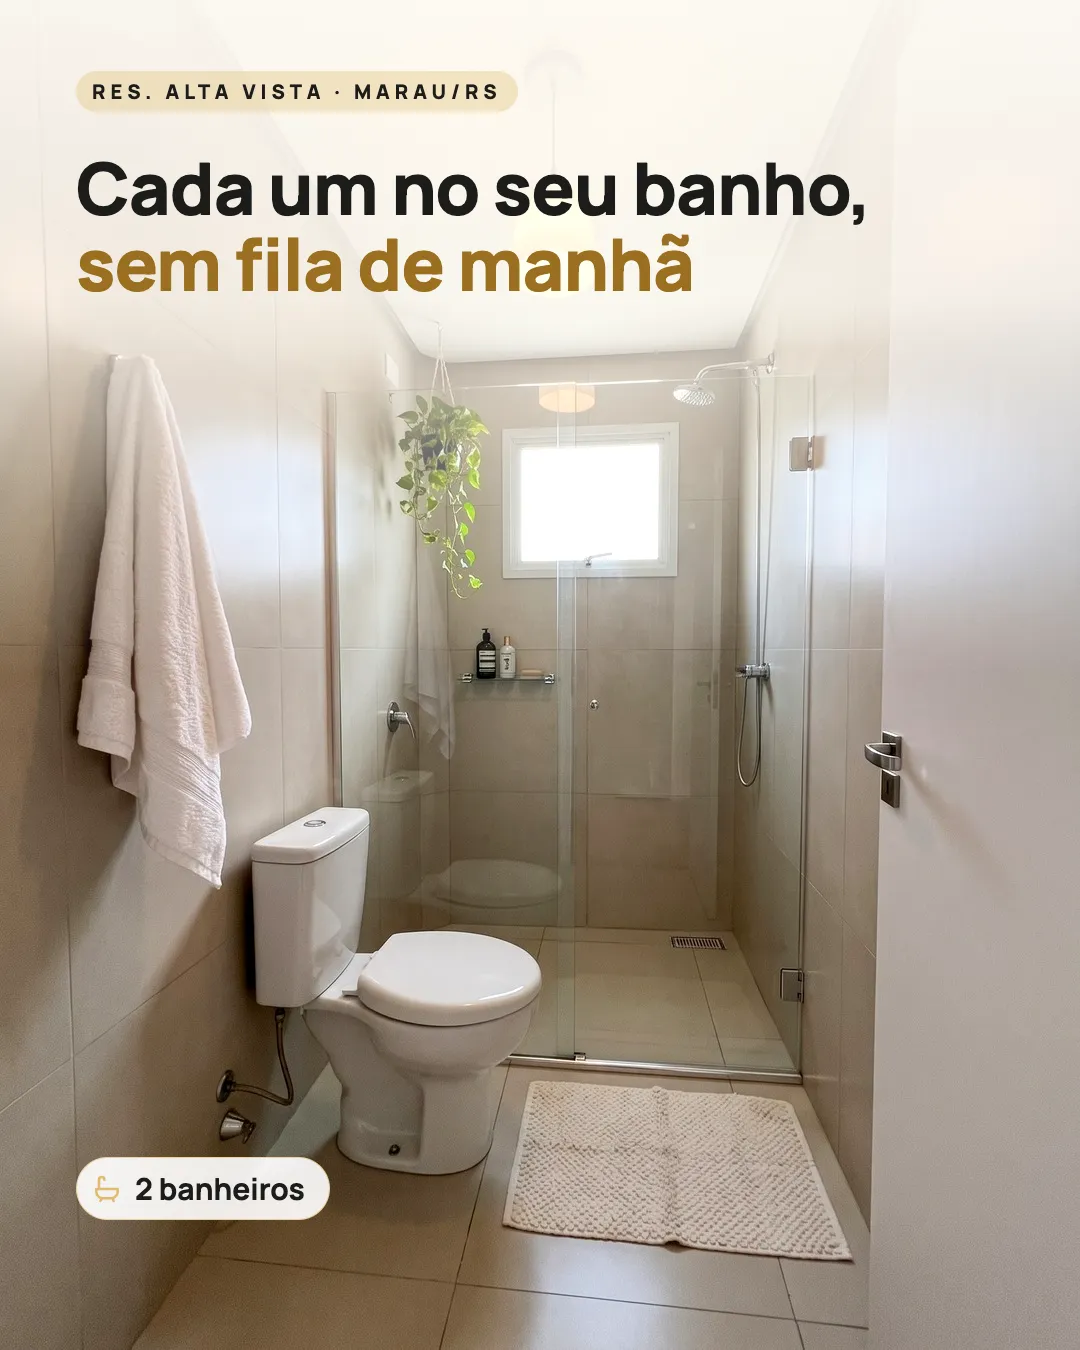 RES. ALTA VISTA · MARAU/RS
Cada um no seu banho,
sem fila de manhã
2 banheiros